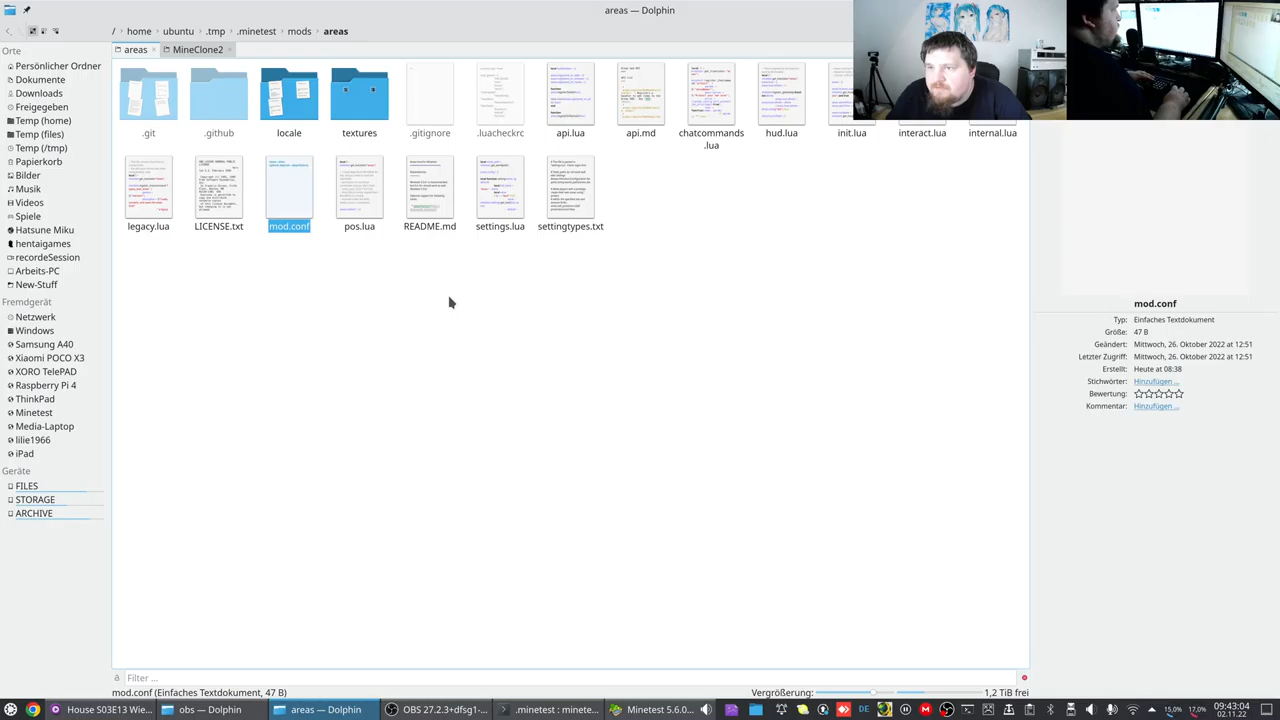 areas — Dolphin
/ home ubuntu .tmp .minetest mods areas
areas MineClone2
Orte
Persönlicher Ordner
Dokumente
Downloads
Freigegeben
Temp (home)
Temp (files)
Temp (/tmp)
Papierkorb
Bilder
Musik
Videos
Spiele
Hatsune Miku
hentaigames
recordeSession
Arbeits-PC
New-Stuff
Fremdgerät
Netzwerk
Windows
Samsung A40
Xiaomi POCO X3
XORO TelePAD
Raspberry Pi 4
ThinkPad
Minetest
Media-Laptop
lilie1966
iPad
Geräte
FILES
STORAGE
ARCHIVE
.git .github locale textures .gitignore .luacheckrc api.lua api.md chatcommands hud.lua init.lua interact.lua internal.lua
.lua
legacy.lua LICENSE.txt mod.conf pos.lua README.md settings.lua settingtypes.txt
mod.conf
Typ: Einfaches Textdokument
Größe: 47 B
Geändert: Mittwoch, 26. Oktober 2022 at 12:51
Letzter Zugriff: Mittwoch, 26. Oktober 2022 at 12:51
Erstellt: Heute at 08:38
Stichwörter: Hinzufügen ...
Bewertung:
Kommentar: Hinzufügen ...
Filter ...
mod.conf (Einfaches Textdokument, 47 B)
Vergrößerung: 1,2 TiB frei
House S03E13 Wie... obs — Dolphin areas — Dolphin OBS 27.2.3+dfsg1-... .minetest : minete... Minetest 5.6.0... DE 15,0% 17,0% 09:43:04
02.11.22